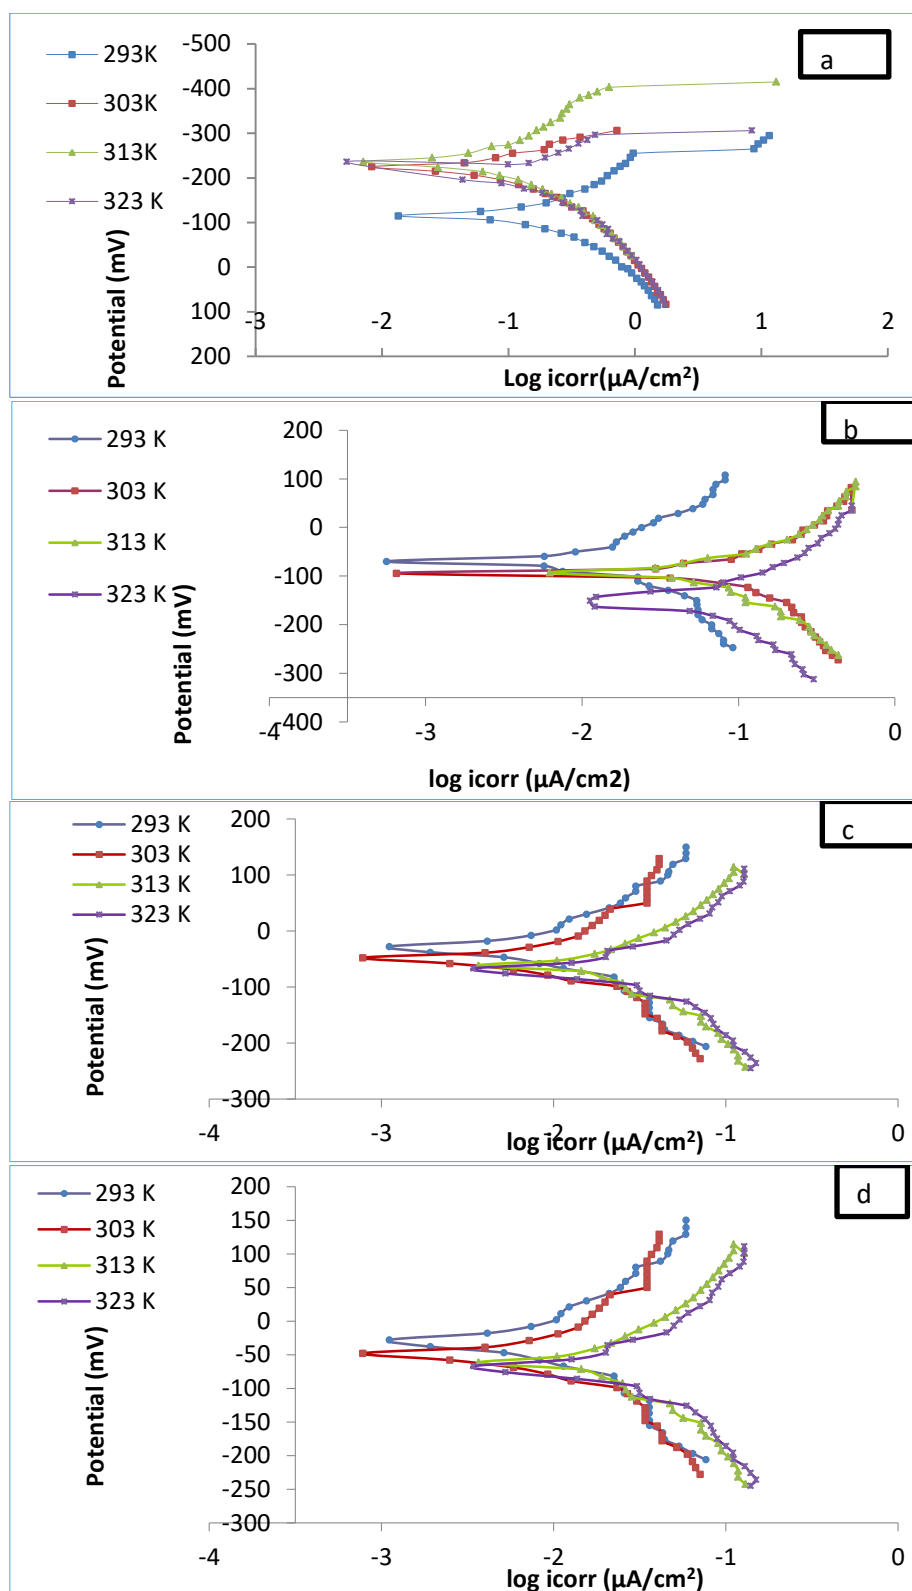 -500
293K
a
-400
303K
-300
313K
-200
323 K
-100
0
100
-3
-2
-1
0
1
2
200
Potential (mV)
Log icorr(µA/cm²)
200
293 K
b
100
303 K
0
313 K
-100
323 K
-200
-300
-400
-4
-3
-2
-1
0
Potential (mV)
log icorr (µA/cm2)
200
293 K
c
303 K
100
313 K
323 K
0
-100
-200
-300
-4
-3
-2
-1
0
Potential (mV)
log icorr (µA/cm²)
200
293 K
d
150
303 K
100
313 K
50
323 K
0
-50
-100
-150
-200
-250
-300
-4
-3
-2
-1
0
Potential (mV)
log icorr (µA/cm²)